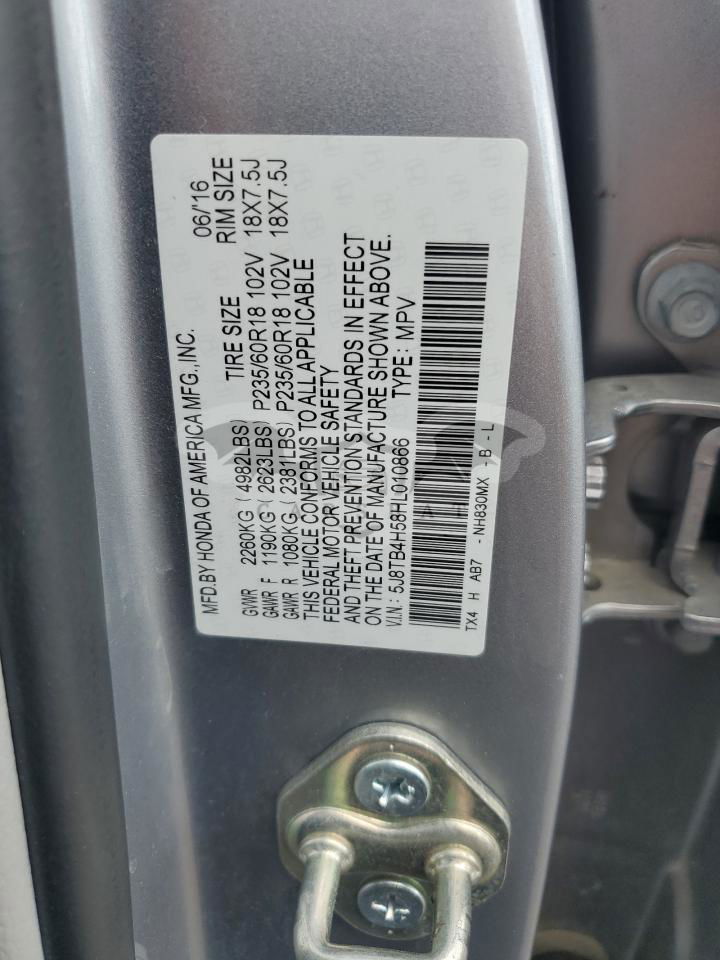 MFD.BY HONDA OF AMERICA MFG.,INC. 06/'16
TIRE SIZE RIM SIZE
GVWR 2260KG (4982LBS)
GAWR F 1190KG (2623LBS) P235/60R18 102V 18X7.5J
GAWR R 1080KG (2381LBS) P235/60R18 102V 18X7.5J
THIS VEHICLE CONFORMS TO ALL APPLICABLE
FEDERAL MOTOR VEHICLE SAFETY
AND THEFT PREVENTION STANDARDS IN EFFECT
ON THE DATE OF MANUFACTURE SHOWN ABOVE.
V.I.N.: 5J8TB4H58HL010866 TYPE: MPV
TX4 H AB7 -NH830MX - B - L